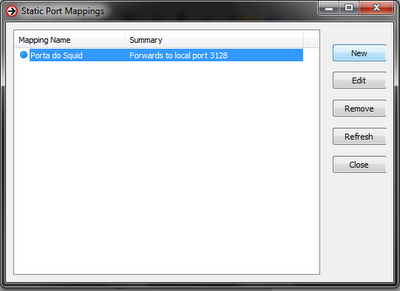 Static Port Mappings
Mapping Name Summary
Porta do Squid Forwards to local port 3128
New
Edit
Remove
Refresh
Close